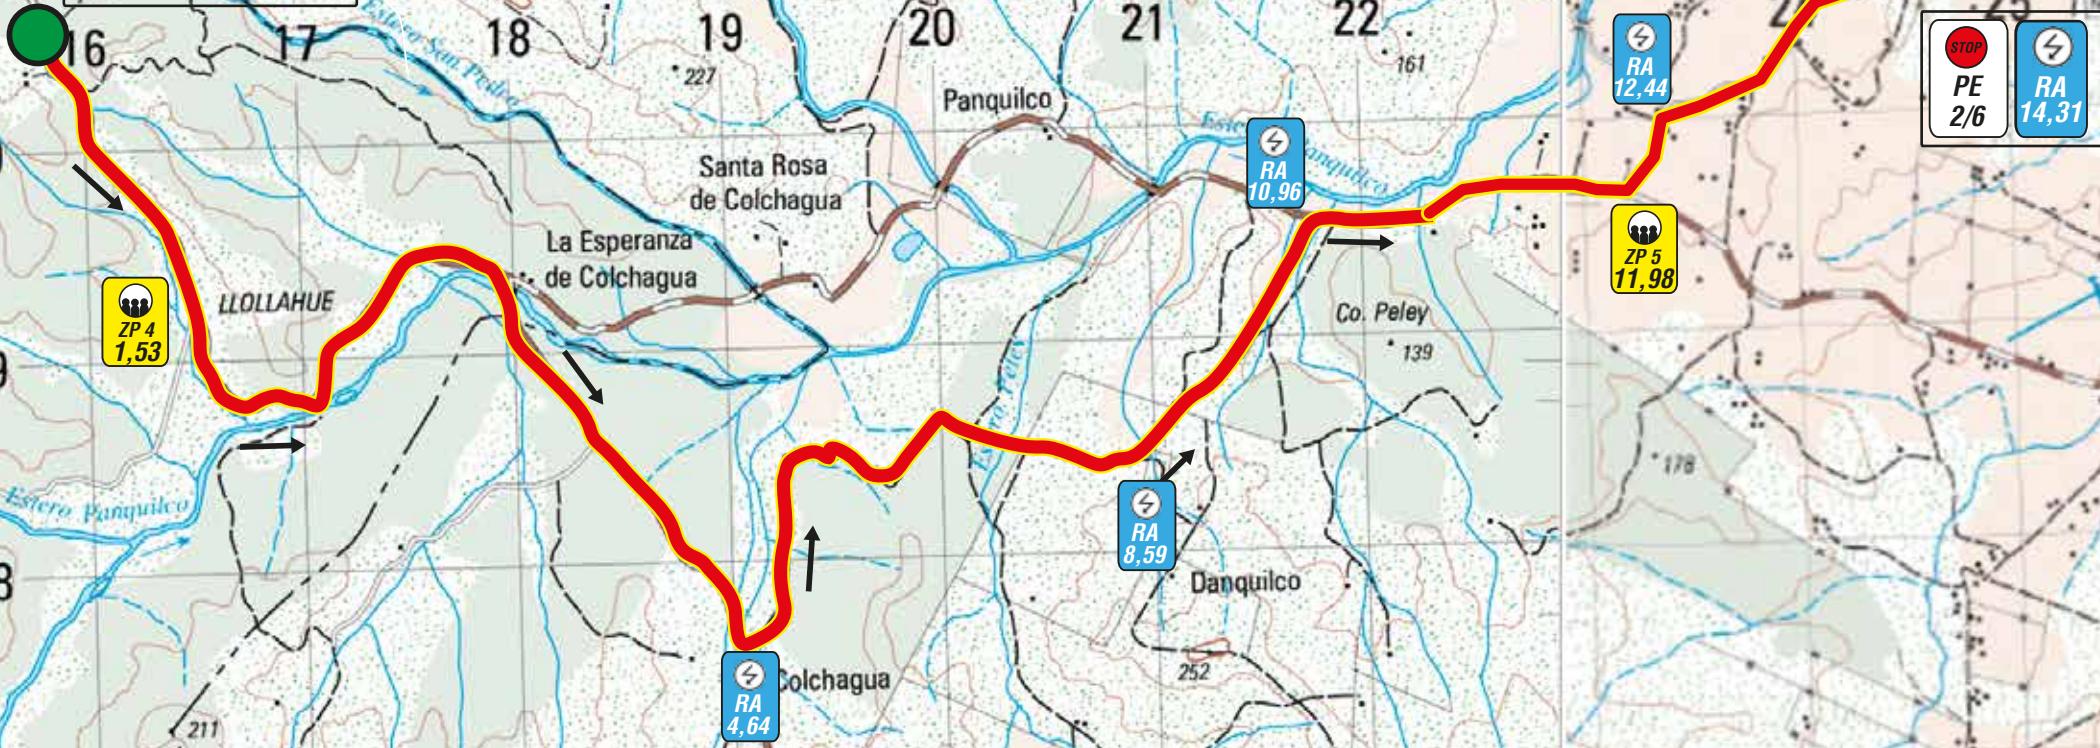 16
17
18
19
20
21
22
Estero San Pedro
227
161
Panquilco
Santa Rosa
de Colchagua
La Esperanza
de Colchagua
LLOLLAHUE
ZP 4
1,53
RA
10,96
RA
12,44
STOP
PE
2/6
RA
14,31
ZP 5
11,98
Co. Peley
139
Estero Peley
178
Estero Panquilco
RA
8,59
Danquilco
252
RA
4,64
Colchagua
211